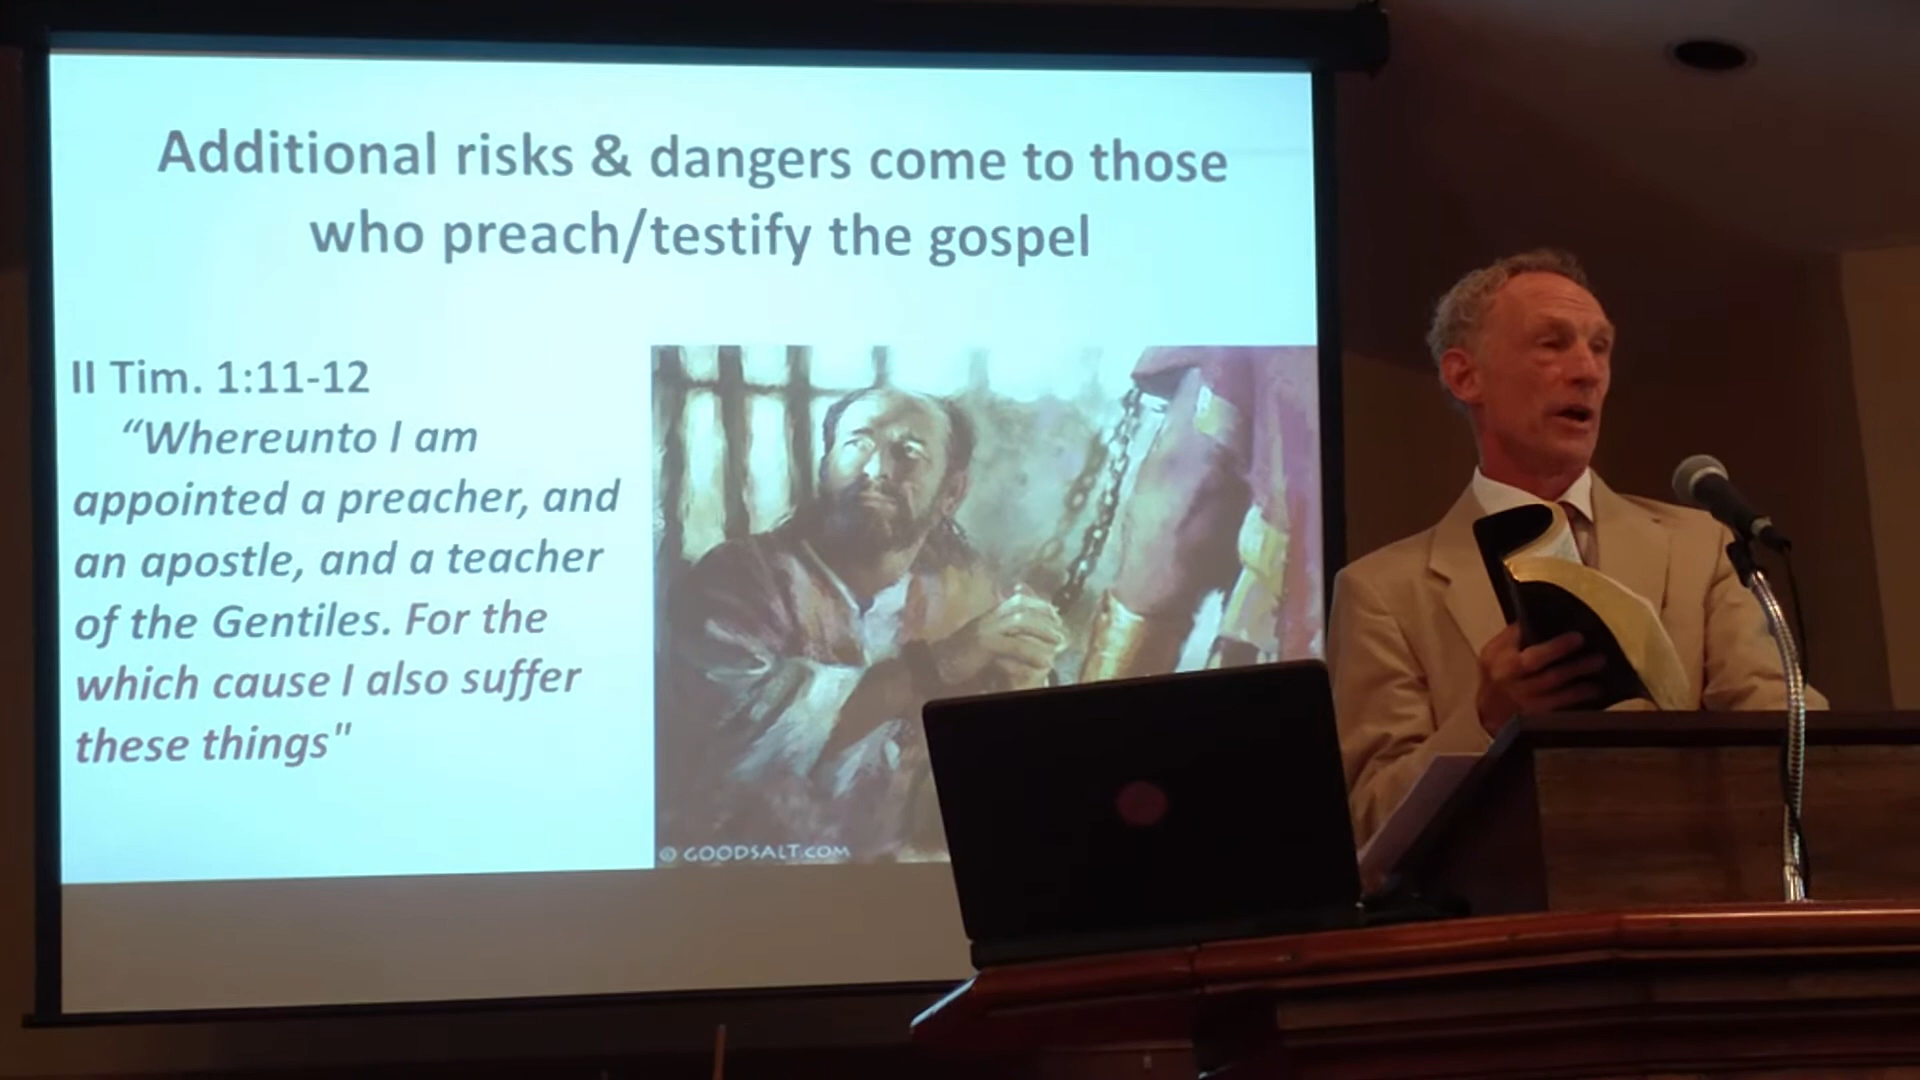 Additional risks & dangers come to those
who preach/testify the gospel
II Tim. 1:11-12
“Whereunto I am
appointed a preacher, and
an apostle, and a teacher
of the Gentiles. For the
which cause I also suffer
these things"
© GOODSALT.COM